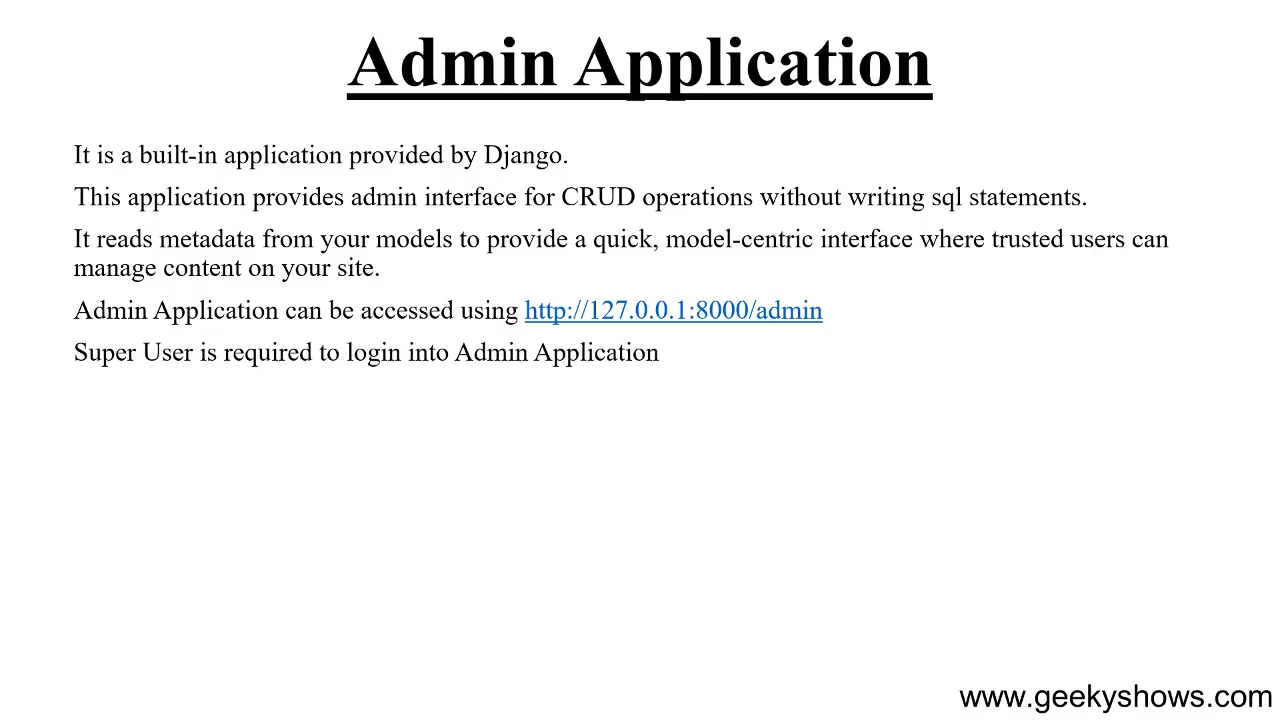 Admin Application
It is a built-in application provided by Django.
This application provides admin interface for CRUD operations without writing sql statements.
It reads metadata from your models to provide a quick, model-centric interface where trusted users can
manage content on your site.
Admin Application can be accessed using http://127.0.0.1:8000/admin
Super User is required to login into Admin Application
www.geekyshows.com